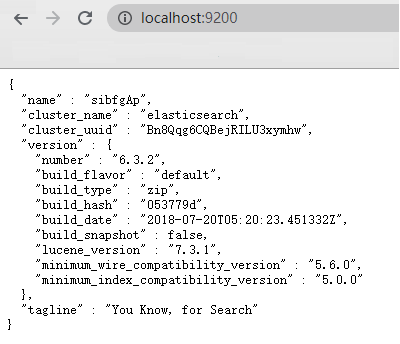 localhost:9200
{
  "name" : "sibfgAp",
  "cluster_name" : "elasticsearch",
  "cluster_uuid" : "Bn8Qqg6CQBejRILU3xymhw",
  "version" : {
    "number" : "6.3.2",
    "build_flavor" : "default",
    "build_type" : "zip",
    "build_hash" : "053779d",
    "build_date" : "2018-07-20T05:20:23.451332Z",
    "build_snapshot" : false,
    "lucene_version" : "7.3.1",
    "minimum_wire_compatibility_version" : "5.6.0",
    "minimum_index_compatibility_version" : "5.0.0"
  },
  "tagline" : "You Know, for Search"
}